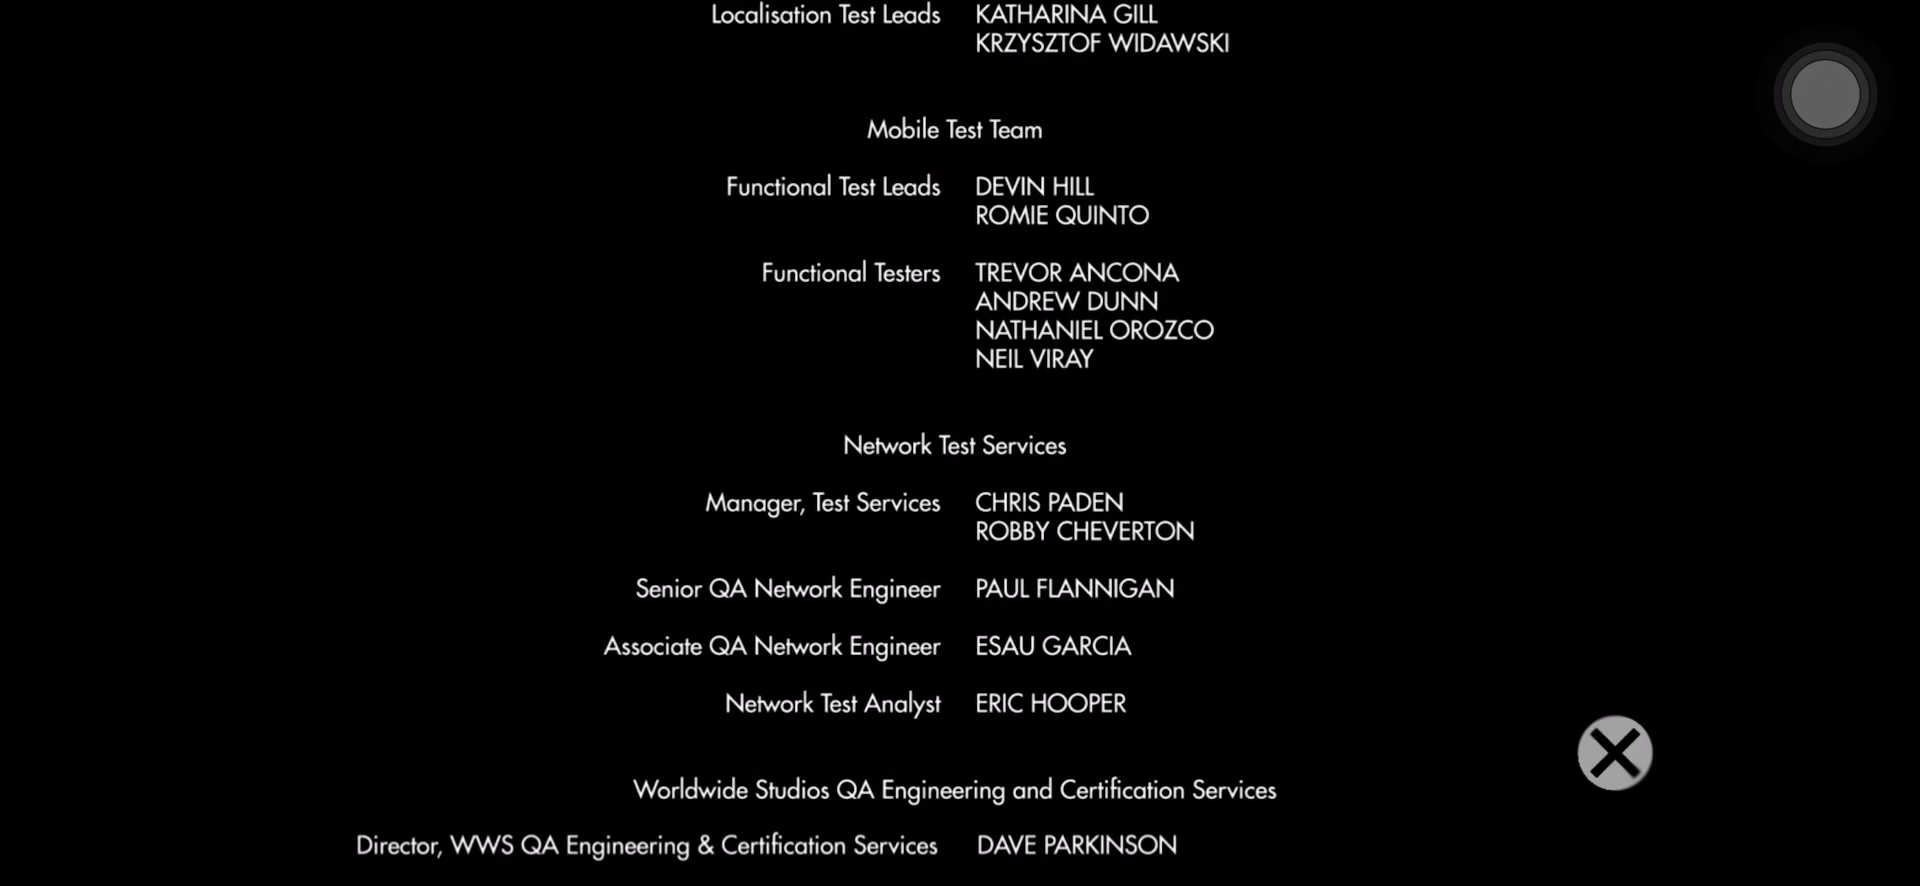 Localisation Test Leads KATHARINA GILL
KRZYSZTOF WIDAWSKI
Mobile Test Team
Functional Test Leads DEVIN HILL
ROMIE QUINTO
Functional Testers TREVOR ANCONA
ANDREW DUNN
NATHANIEL OROZCO
NEIL VIRAY
Network Test Services
Manager, Test Services CHRIS PADEN
ROBBY CHEVERTON
Senior QA Network Engineer PAUL FLANNIGAN
Associate QA Network Engineer ESAU GARCIA
Network Test Analyst ERIC HOOPER
Worldwide Studios QA Engineering and Certification Services
Director, WWS QA Engineering & Certification Services DAVE PARKINSON